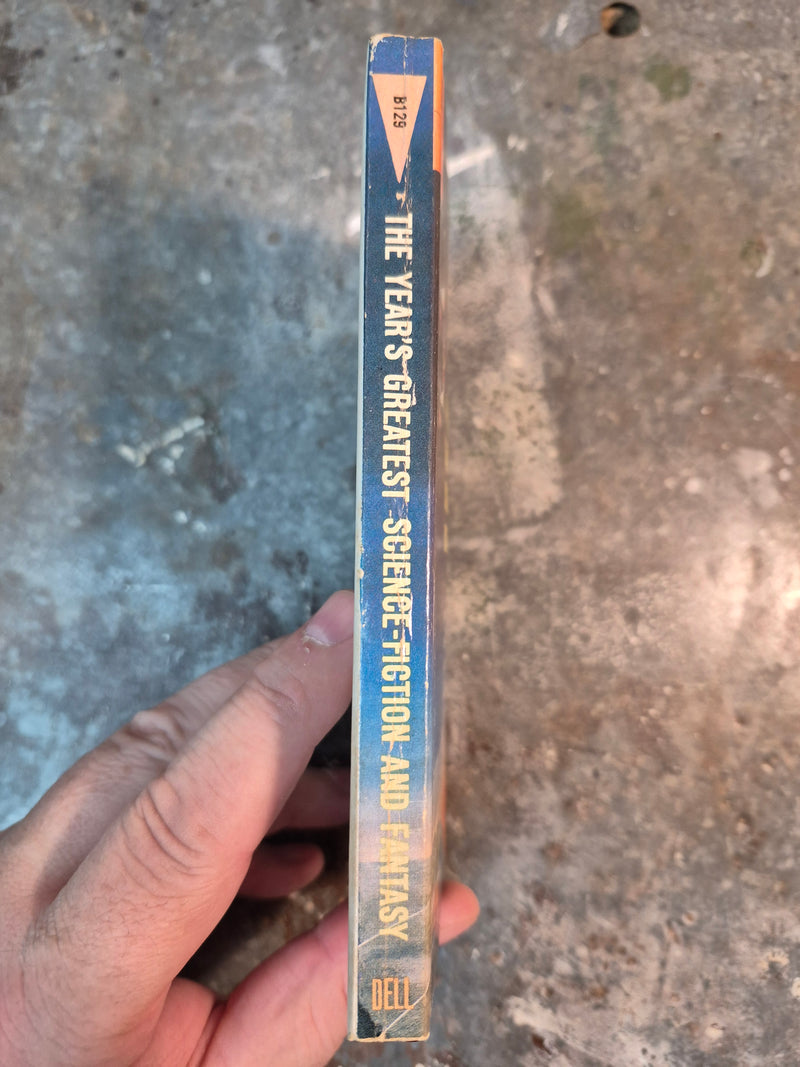 B129
THE YEAR'S GREATEST SCIENCE-FICTION AND FANTASY
DELL